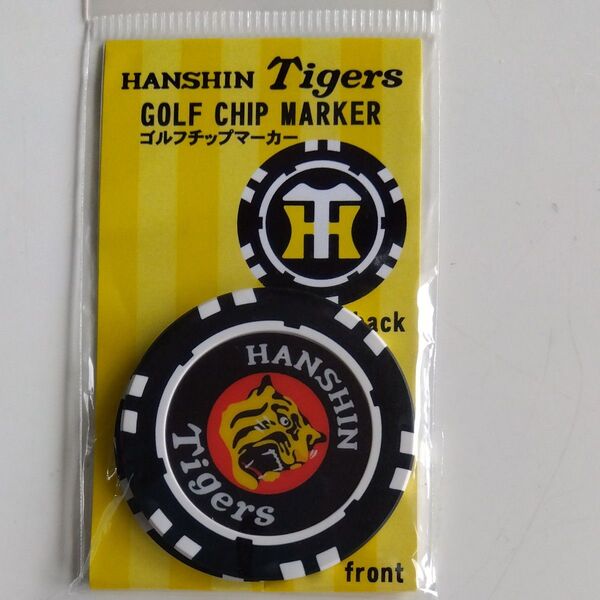 HANSHIN Tigers
GOLF CHIP MARKER
ゴルフチップマーカー
HT
back
HANSHIN
Tigers
front